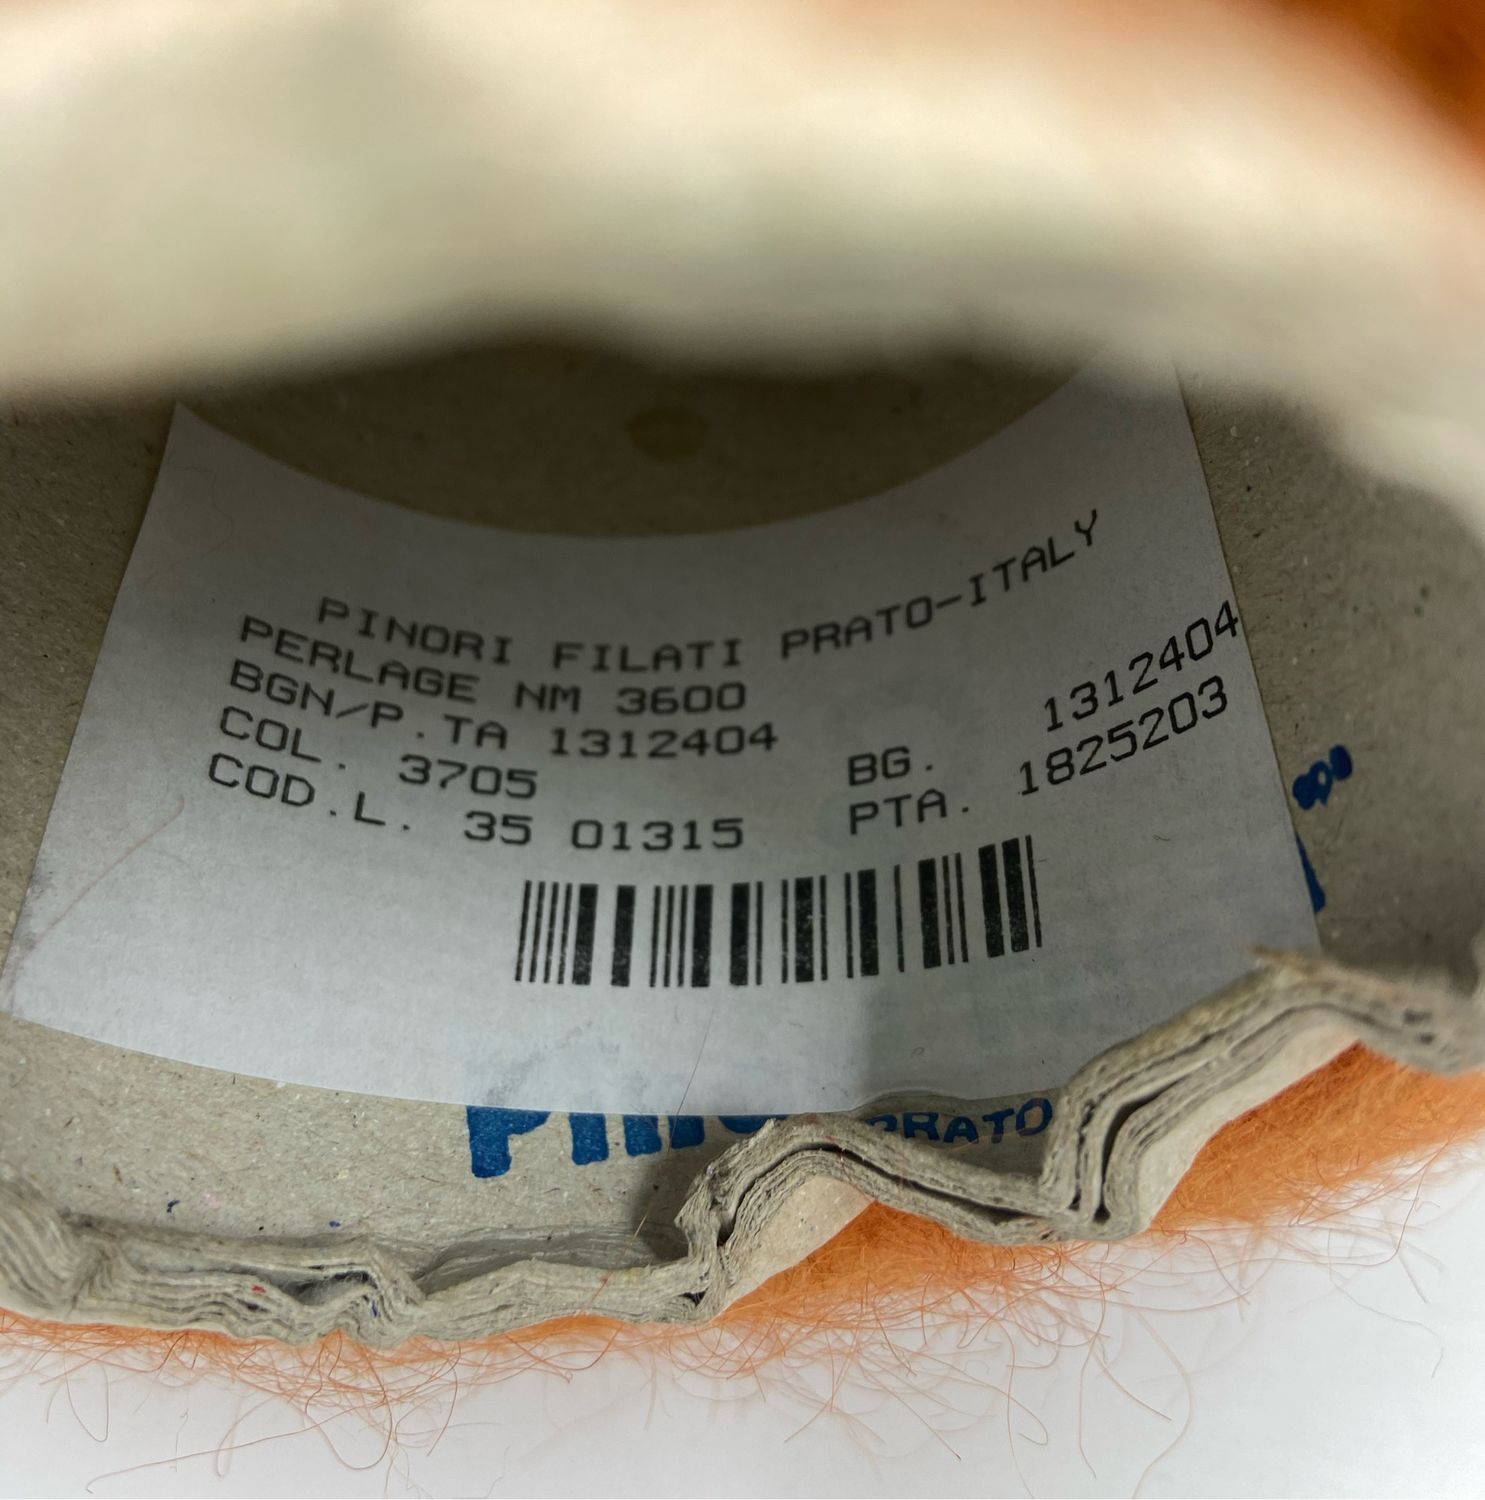 PINORI FILATI PRATO-ITALY
PERLAGE NM 3600
BGN/P.TA 1312404
COL. 3705 BG. 1312404
COD.L. 35 01315 PTA. 1825203
PRATO